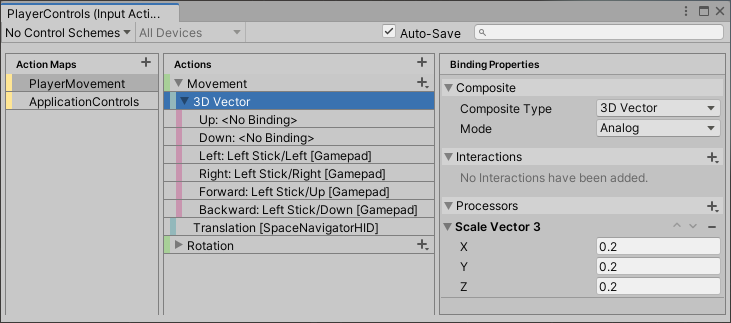 PlayerControls (Input Acti...
No Control Schemes
All Devices
Auto-Save
Action Maps
PlayerMovement
ApplicationControls
Actions
Movement
3D Vector
Up: <No Binding>
Down: <No Binding>
Left: Left Stick/Left [Gamepad]
Right: Left Stick/Right [Gamepad]
Forward: Left Stick/Up [Gamepad]
Backward: Left Stick/Down [Gamepad]
Translation [SpaceNavigatorHID]
Rotation
Binding Properties
Composite
Composite Type 3D Vector
Mode Analog
Interactions
No Interactions have been added.
Processors
Scale Vector 3
X 0.2
Y 0.2
Z 0.2